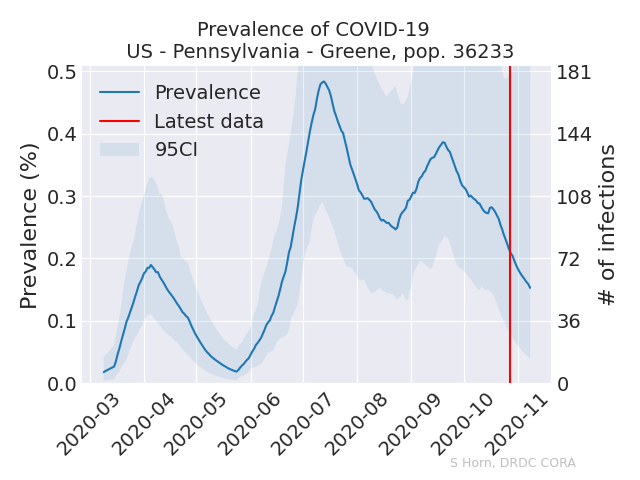 Prevalence of COVID-19
US - Pennsylvania - Greene, pop. 36233
Prevalence
Latest data
95CI
Prevalence (%)
0.5
0.4
0.3
0.2
0.1
0.0
181
144
108
72
36
0
# of infections
2020-03
2020-04
2020-05
2020-06
2020-07
2020-08
2020-09
2020-10
2020-11
S Horn, DRDC CORA